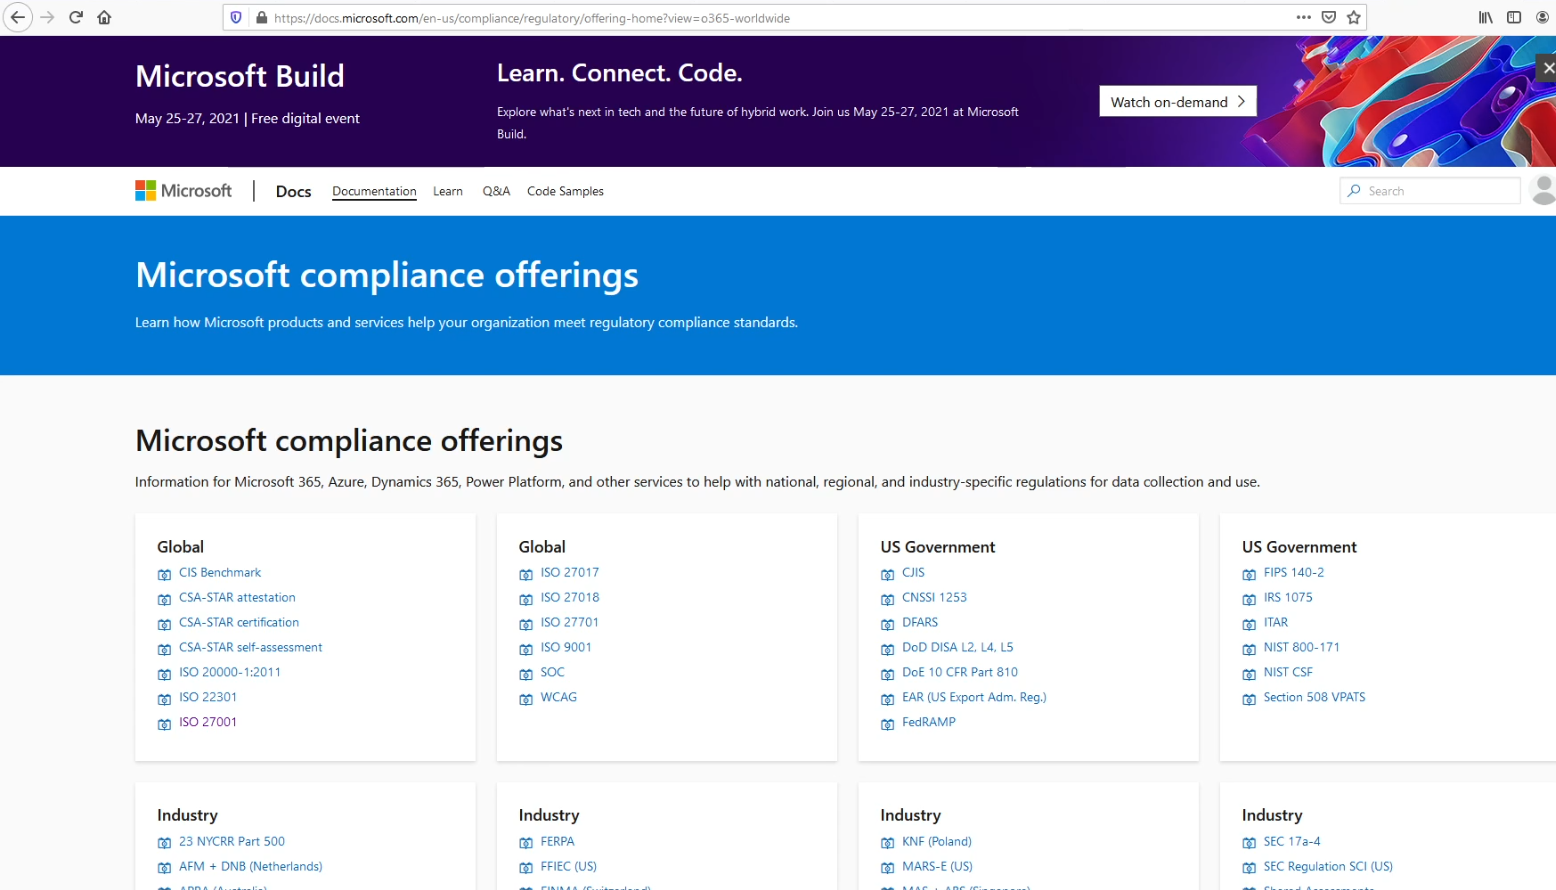 https://docs.microsoft.com/en-us/compliance/regulatory/offering-home?view=o365-worldwide
Microsoft Build
May 25-27, 2021 | Free digital event
Learn. Connect. Code.
Explore what's next in tech and the future of hybrid work. Join us May 25-27, 2021 at Microsoft
Build.
Watch on-demand
Microsoft
Docs
Documentation
Learn
Q&A
Code Samples
Search
Microsoft compliance offerings
Learn how Microsoft products and services help your organization meet regulatory compliance standards.
Microsoft compliance offerings
Information for Microsoft 365, Azure, Dynamics 365, Power Platform, and other services to help with national, regional, and industry-specific regulations for data collection and use.
Global
CIS Benchmark
CSA-STAR attestation
CSA-STAR certification
CSA-STAR self-assessment
ISO 20000-1:2011
ISO 22301
ISO 27001
Global
ISO 27017
ISO 27018
ISO 27701
ISO 9001
SOC
WCAG
US Government
CJIS
CNSSI 1253
DFARS
DoD DISA L2, L4, L5
DoE 10 CFR Part 810
EAR (US Export Adm. Reg.)
FedRAMP
US Government
FIPS 140-2
IRS 1075
ITAR
NIST 800-171
NIST CSF
Section 508 VPATS
Industry
23 NYCRR Part 500
AFM + DNB (Netherlands)
APRA (Australia)
Industry
FERPA
FFIEC (US)
FINMA (Switzerland)
Industry
KNF (Poland)
MARS-E (US)
MAS + ABS (Singapore)
Industry
SEC 17a-4
SEC Regulation SCI (US)
Shared Assessments